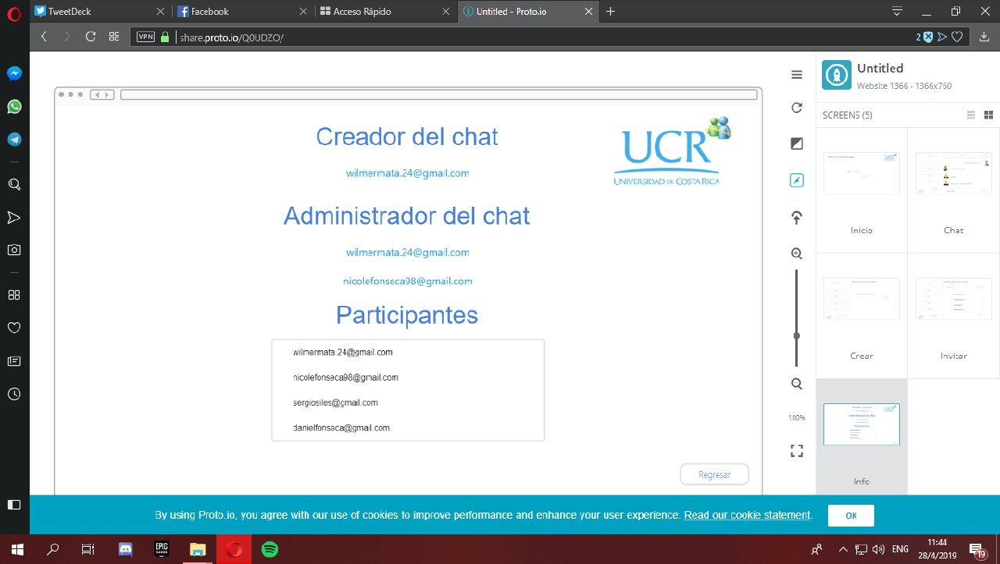 TweetDeck
Facebook
Acceso Rápido
Untitled - Proto.io
VPN
share.proto.io/Q0UDZO/
2
Untitled
Website 1366 - 1366x760
SCREENS (5)
Creador del chat
wilmermata.24@gmail.com
UCR
UNIVERSIDAD DE COSTA RICA
Administrador del chat
wilmermata.24@gmail.com
nicolefonseca98@gmail.com
Participantes
wilmermata.24@gmail.com
nicolefonseca98@gmail.com
sergiosiles@gmail.com
danielfonseca@gmail.com
Regresar
100%
Inicio
Chat
Crear
Invitar
Info
By using Proto.io, you agree with our use of cookies to improve performance and enhance your user experience. Read our cookie statement.
OK
EPIC
GAMES
ENG
11:44
28/4/2019
19